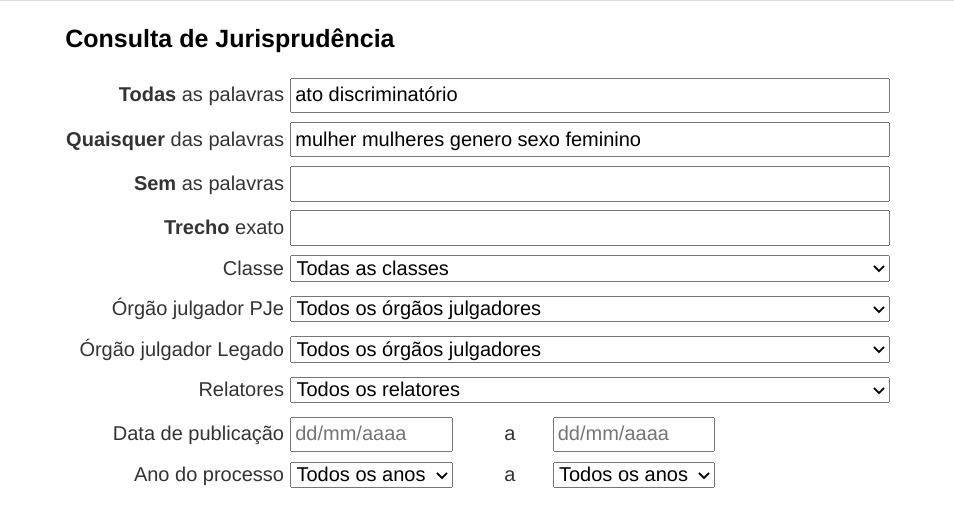 Consulta de Jurisprudência
Todas as palavras ato discriminatório
Quaisquer das palavras mulher mulheres genero sexo feminino
Sem as palavras
Trecho exato
Classe Todas as classes
Órgão julgador PJe Todos os órgãos julgadores
Órgão julgador Legado Todos os órgãos julgadores
Relatores Todos os relatores
Data de publicação dd/mm/aaaa a dd/mm/aaaa
Ano do processo Todos os anos a Todos os anos